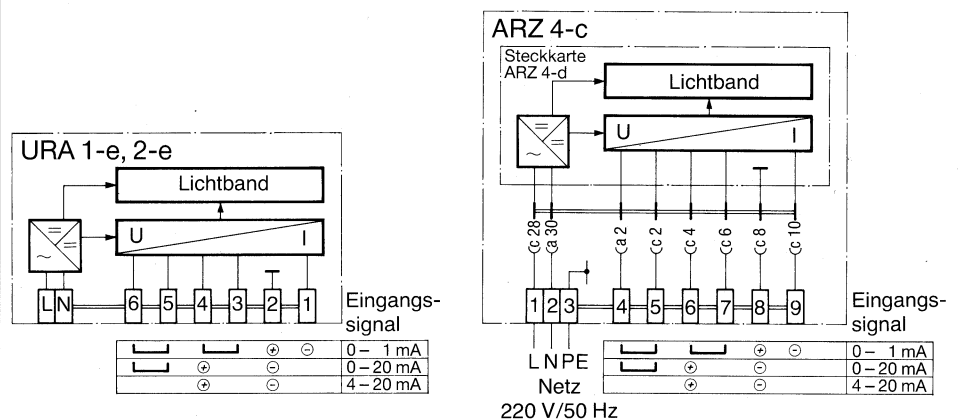 URA 1-e, 2-e
Lichtband
U I
L N 6 5 4 3 2 1
Eingangs-
signal
⊕ ⊖ 0 – 1 mA
⊕ ⊖ 0 – 20 mA
⊕ ⊖ 4 – 20 mA
ARZ 4-c
Steckkarte
ARZ 4-d
Lichtband
U I
c 28 a 30 a 2 c 2 c 4 c 6 c 8 c 10
1 2 3 4 5 6 7 8 9
L N PE
Netz
220 V/50 Hz
Eingangs-
signal
⊕ ⊖ 0 – 1 mA
⊕ ⊖ 0 – 20 mA
⊕ ⊖ 4 – 20 mA